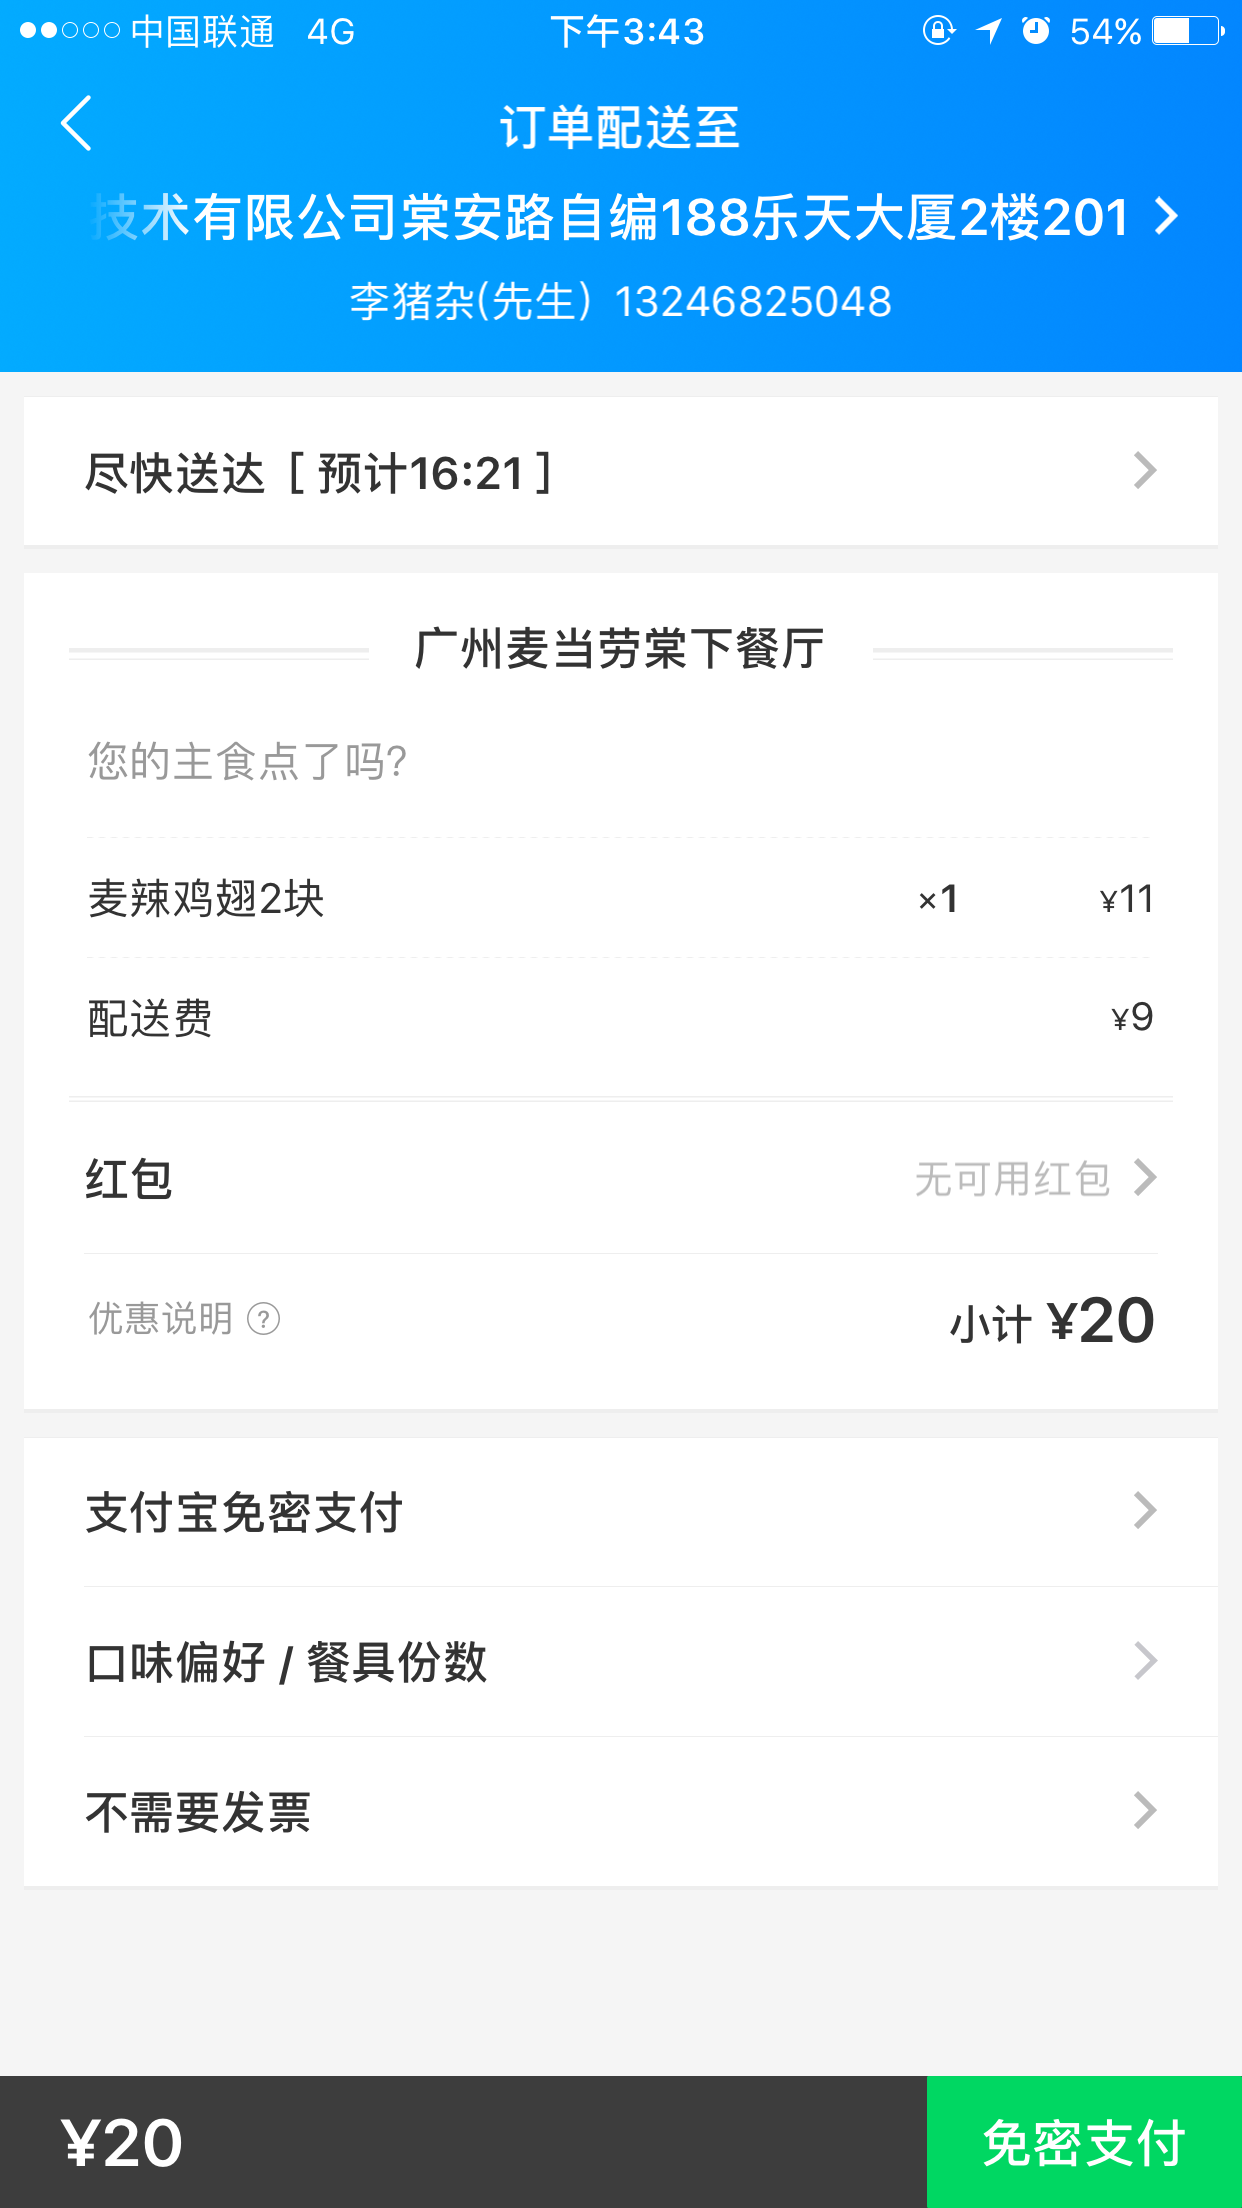 中国联通 4G 下午3:43 54%
订单配送至
技术有限公司棠安路自编188乐天大厦2楼201
李猪杂(先生) 13246825048
尽快送达 [ 预计16:21 ]
广州麦当劳棠下餐厅
您的主食点了吗?
麦辣鸡翅2块 ×1 ¥11
配送费 ¥9
红包 无可用红包
优惠说明 ? 小计 ¥20
支付宝免密支付
口味偏好 / 餐具份数
不需要发票
¥20 免密支付